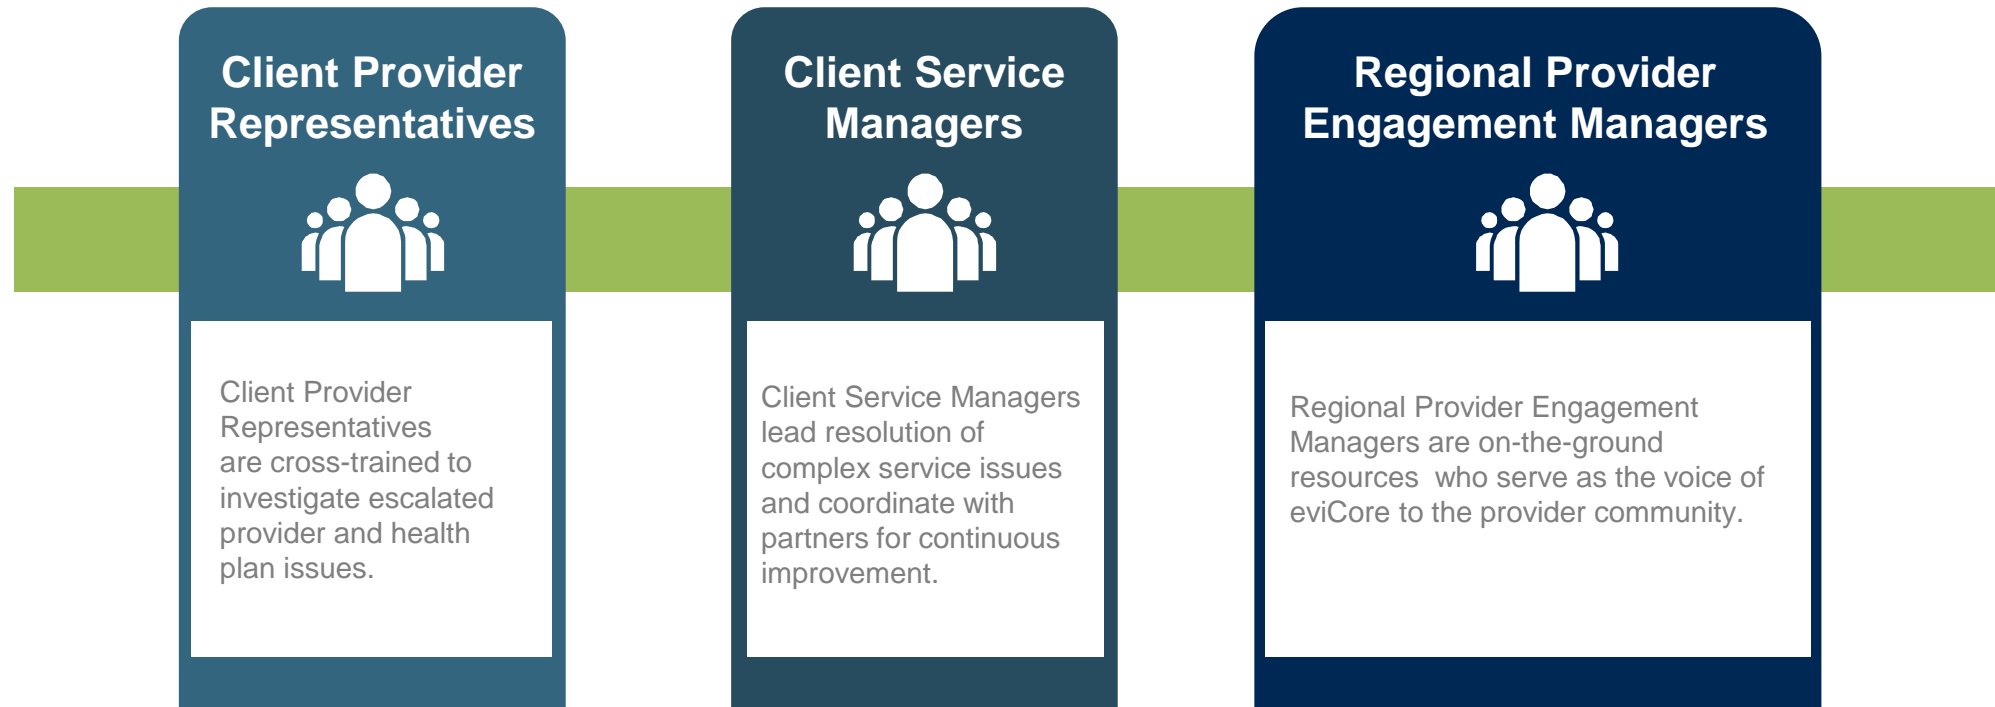 Client Provider
Representatives
Client Provider
Representatives
are cross-trained to
investigate escalated
provider and health
plan issues.
Client Service
Managers
Client Service Managers
lead resolution of
complex service issues
and coordinate with
partners for continuous
improvement.
Regional Provider
Engagement Managers
Regional Provider Engagement
Managers are on-the-ground
resources  who serve as the voice of
eviCore to the provider community.